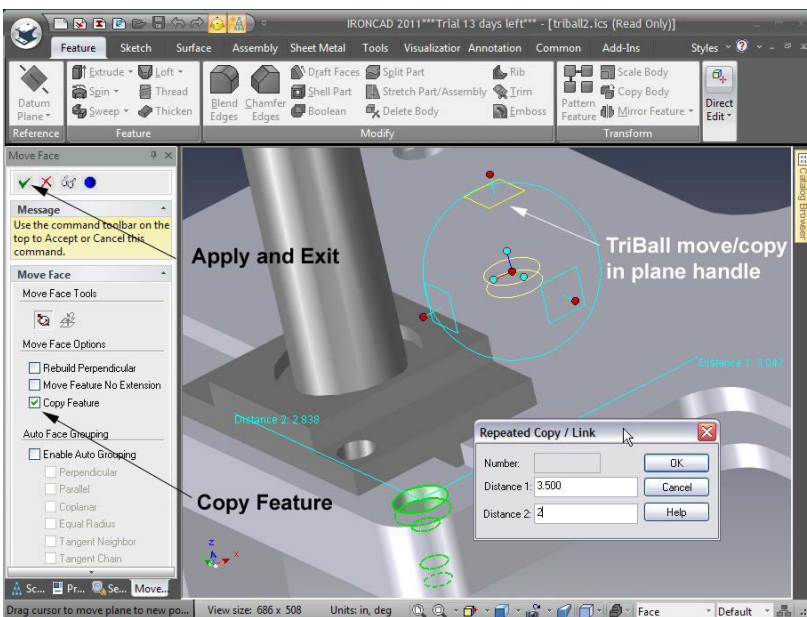 IRONCAD 2011***Trial 13 days left*** - [triball2.ics (Read Only)]
Feature Sketch Surface Assembly Sheet Metal Tools Visualization Annotation Common Add-Ins Styles
Extrude Loft Draft Faces Split Part Rib Scale Body
Spin Thread Shell Part Stretch Part/Assembly Trim Copy Body
Sweep Thicken Boolean Delete Body Emboss Mirror Feature
Datum Plane Blend Edges Chamfer Edges Pattern Feature Direct Edit
Reference Feature Modify Transform
Move Face
Message
Use the command toolbar on the
top to Accept or Cancel this
command.
Move Face
Move Face Tools
Move Face Options
Rebuild Perpendicular
Move Feature No Extension
Copy Feature
Auto Face Grouping
Enable Auto Grouping
Perpendicular
Parallel
Coplanar
Equal Radius
Tangent Neighbor
Tangent Chain
Sc... Pr... Se... Move...
Apply and Exit
TriBall move/copy
in plane handle
Distance 1: 3.047
Distance 2: 2.838
Copy Feature
Repeated Copy / Link
Number: OK
Distance 1: 3.500 Cancel
Distance 2: 2 Help
z
x
Catalog Browser
Drag cursor to move plane to new po... View size: 686 x 508 Units: in, deg Face Default